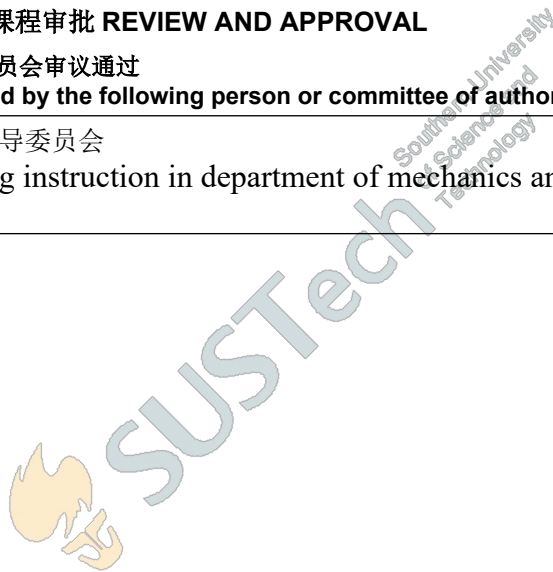 课程审批 REVIEW AND APPROVAL
员会审议通过
d by the following person or committee of author
导委员会
g instruction in department of mechanics an
SUSTech
Southern University
of Science and
Technology